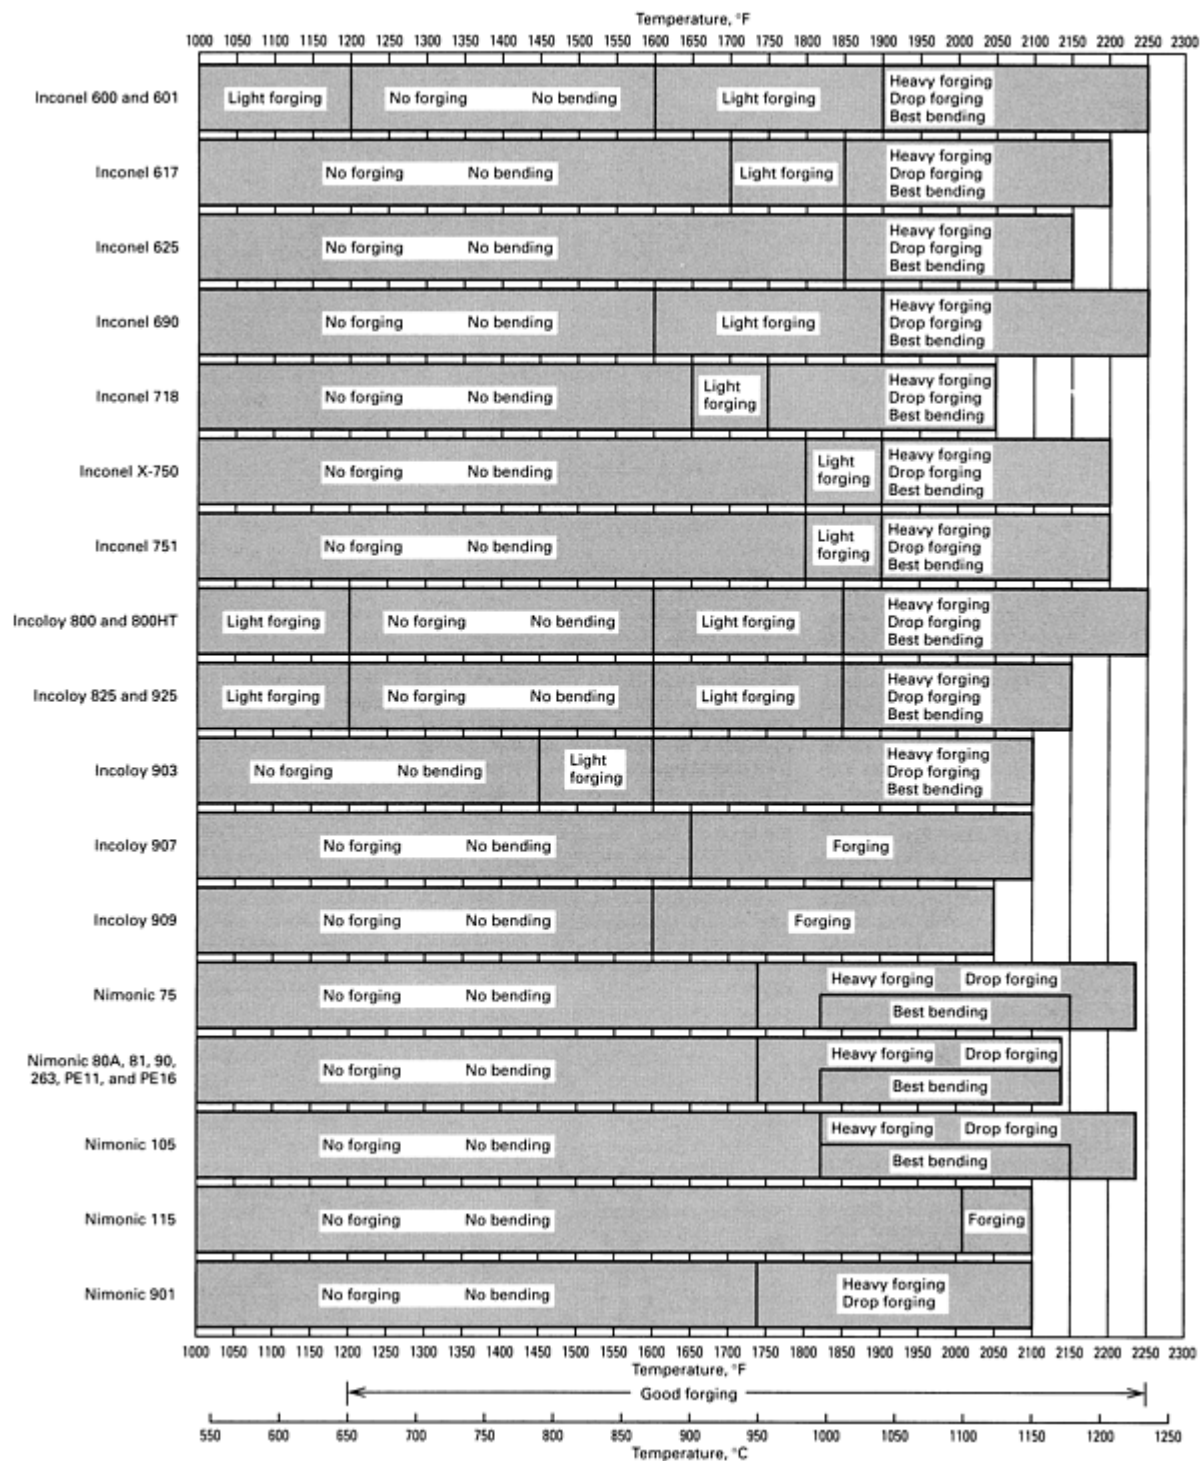 Temperature, °F
1000 1050 1100 1150 1200 1250 1300 1350 1400 1450 1500 1550 1600 1650 1700 1750 1800 1850 1900 1950 2000 2050 2100 2150 2200 2250 2300
Inconel 600 and 601
Light forging
No forging No bending
Light forging
Heavy forging
Drop forging
Best bending
Inconel 617
No forging No bending
Light forging
Heavy forging
Drop forging
Best bending
Inconel 625
No forging No bending
Heavy forging
Drop forging
Best bending
Inconel 690
No forging No bending
Light forging
Heavy forging
Drop forging
Best bending
Inconel 718
No forging No bending
Light
forging
Heavy forging
Drop forging
Best bending
Inconel X-750
No forging No bending
Light
forging
Heavy forging
Drop forging
Best bending
Inconel 751
No forging No bending
Light
forging
Heavy forging
Drop forging
Best bending
Incoloy 800 and 800HT
Light forging
No forging No bending
Light forging
Heavy forging
Drop forging
Best bending
Incoloy 825 and 925
Light forging
No forging No bending
Light forging
Heavy forging
Drop forging
Best bending
Incoloy 903
No forging No bending
Light
forging
Heavy forging
Drop forging
Best bending
Incoloy 907
No forging No bending
Forging
Incoloy 909
No forging No bending
Forging
Nimonic 75
No forging No bending
Heavy forging Drop forging
Best bending
Nimonic 80A, 81, 90,
263, PE11, and PE16
No forging No bending
Heavy forging Drop forging
Best bending
Nimonic 105
No forging No bending
Heavy forging Drop forging
Best bending
Nimonic 115
No forging No bending
Forging
Nimonic 901
No forging No bending
Heavy forging
Drop forging
1000 1050 1100 1150 1200 1250 1300 1350 1400 1450 1500 1550 1600 1650 1700 1750 1800 1850 1900 1950 2000 2050 2100 2150 2200 2250 2300
Temperature, °F
Good forging
550 600 650 700 750 800 850 900 950 1000 1050 1100 1150 1200 1250
Temperature, °C